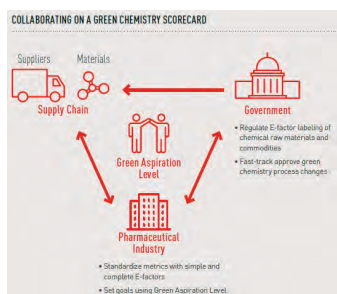 COLLABORATING ON A GREEN CHEMISTRY SCORECARD
Suppliers
Materials
Supply Chain
Government
• Regulate E-factor labeling of
chemical raw materials and
commodities
• Fast-track approve green
chemistry process changes
Green Aspiration
Level
Pharmaceutical
Industry
• Standardize metrics with simple and
complete E-factors
• Set goals using Green Aspiration Level